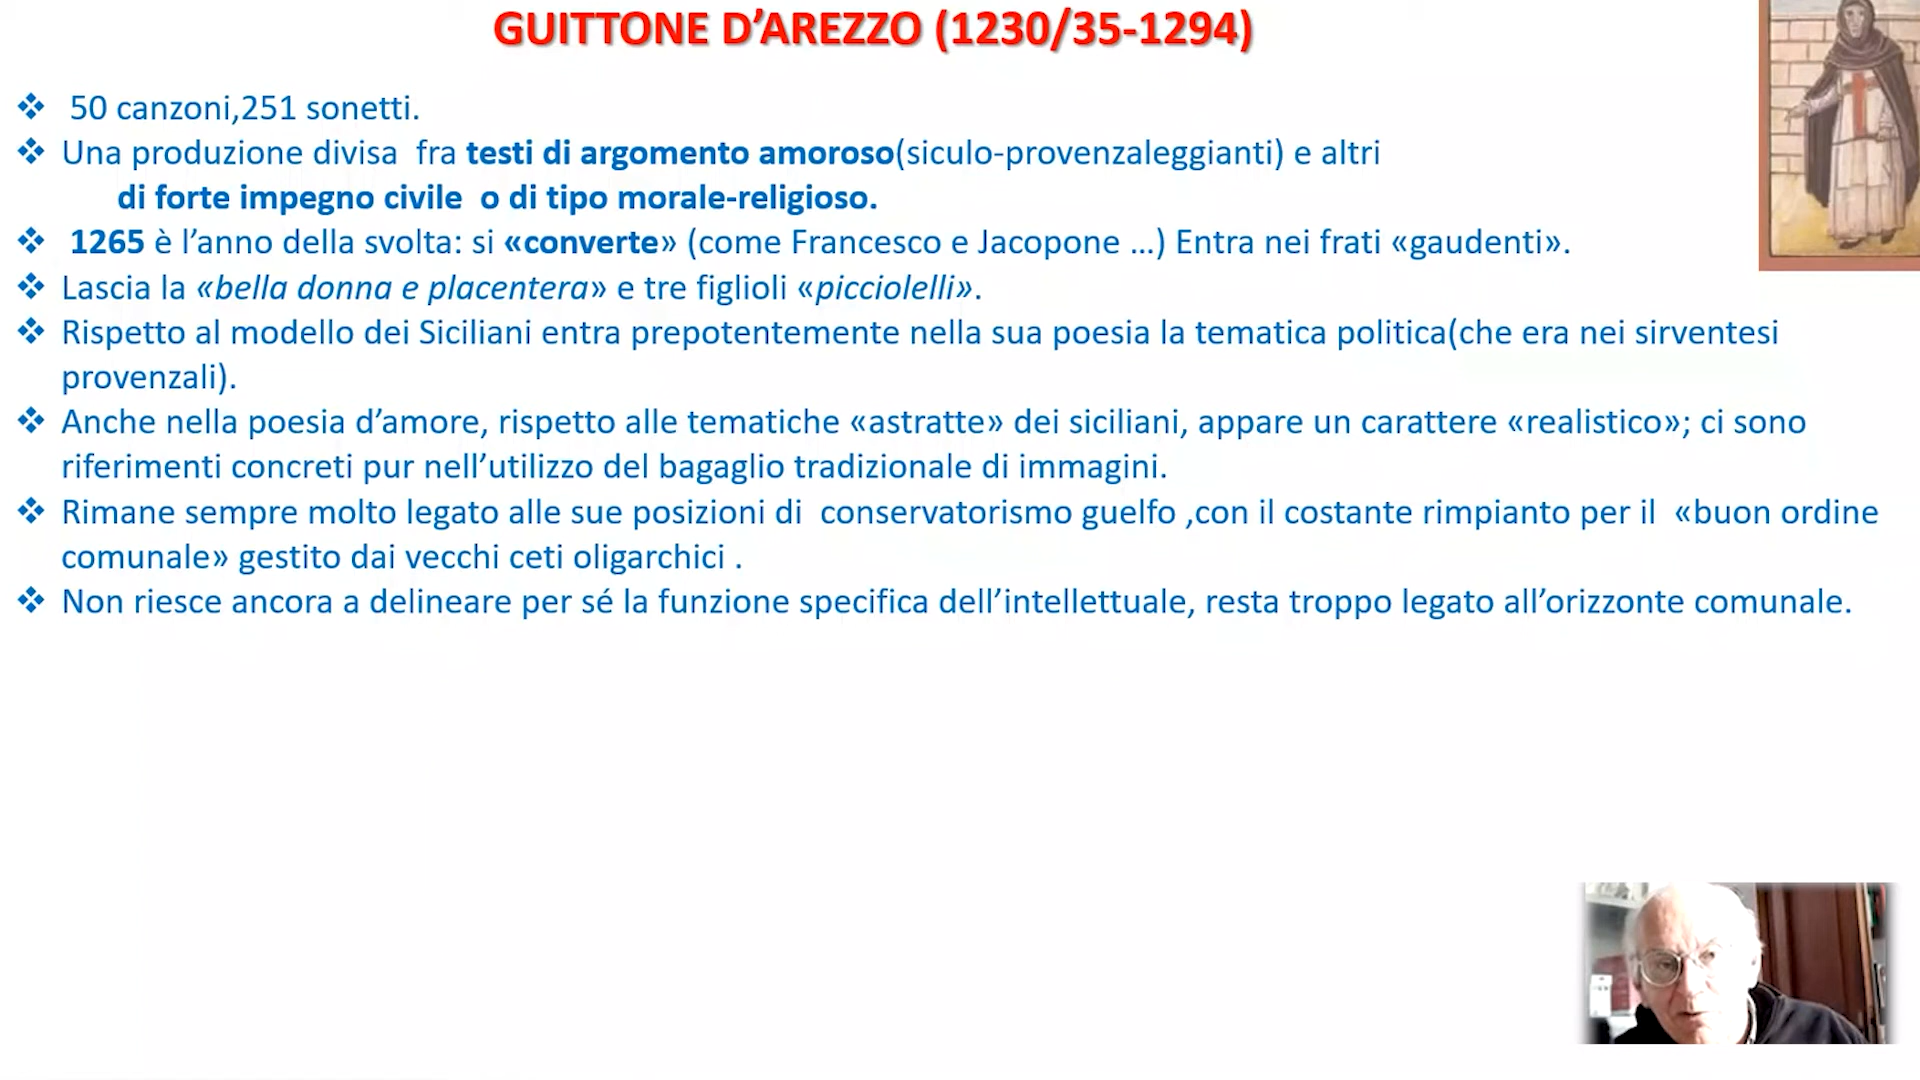 GUITTONE D’AREZZO (1230/35-1294)
❖ 50 canzoni,251 sonetti.
❖ Una produzione divisa fra testi di argomento amoroso(siculo-provenzaleggianti) e altri
di forte impegno civile o di tipo morale-religioso.
❖ 1265 è l’anno della svolta: si «converte» (come Francesco e Jacopone …) Entra nei frati «gaudenti».
❖ Lascia la «bella donna e placentera» e tre figlioli «picciolelli».
❖ Rispetto al modello dei Siciliani entra prepotentemente nella sua poesia la tematica politica(che era nei sirventesi
provenzali).
❖ Anche nella poesia d’amore, rispetto alle tematiche «astratte» dei siciliani, appare un carattere «realistico»; ci sono
riferimenti concreti pur nell’utilizzo del bagaglio tradizionale di immagini.
❖ Rimane sempre molto legato alle sue posizioni di conservatorismo guelfo ,con il costante rimpianto per il «buon ordine
comunale» gestito dai vecchi ceti oligarchici .
❖ Non riesce ancora a delineare per sé la funzione specifica dell’intellettuale, resta troppo legato all’orizzonte comunale.